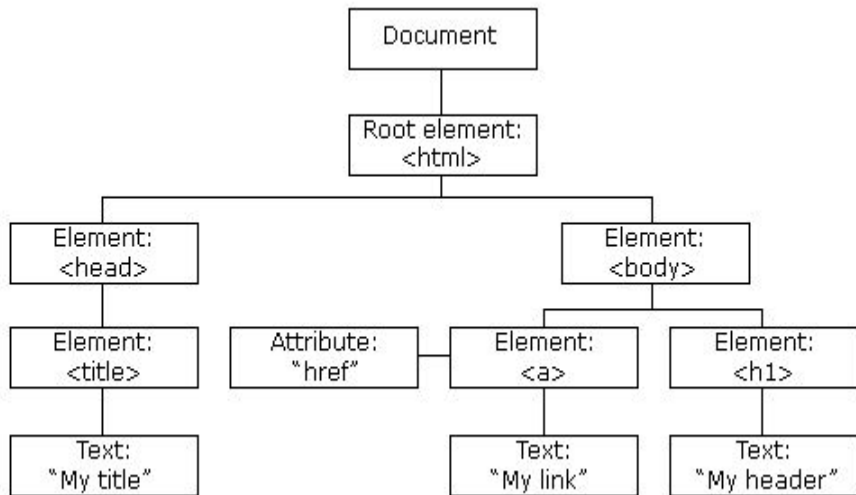 Document
Root element:
<html>
Element:
<head>
Element:
<body>
Element:
<title>
Attribute:
“href”
Element:
<a>
Element:
<h1>
Text:
“My title”
Text:
“My link”
Text:
“My header”